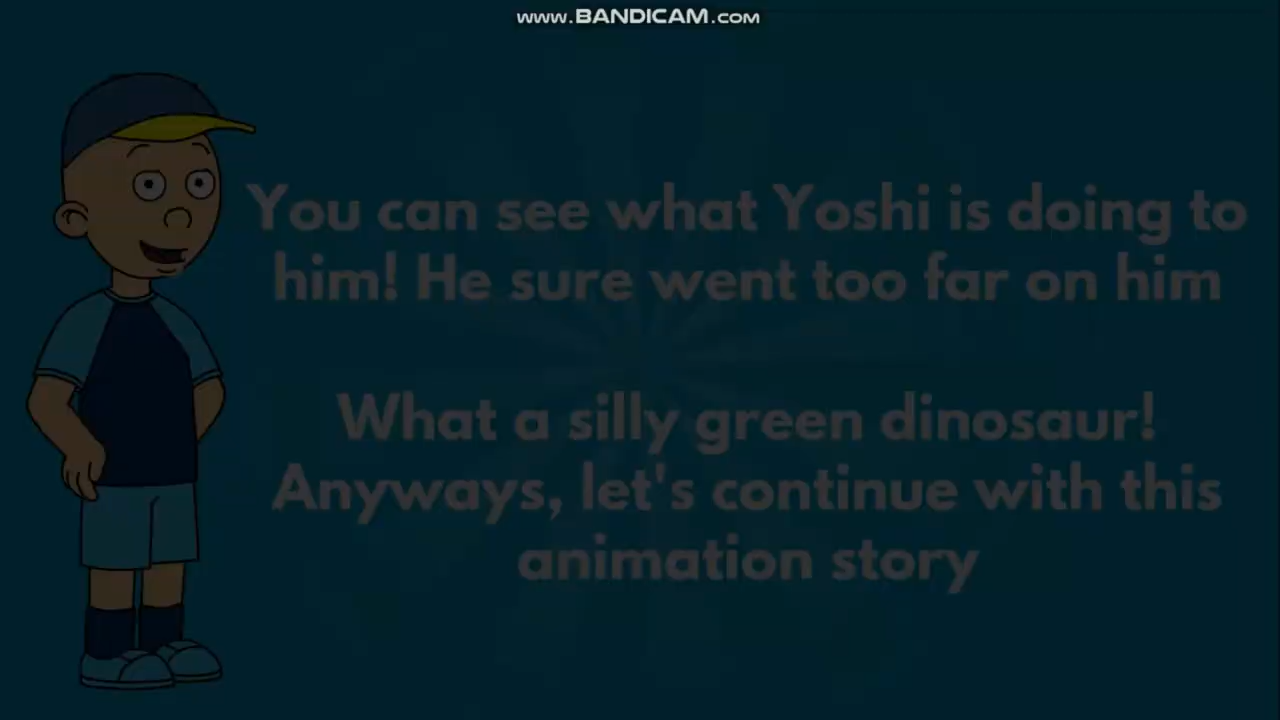 www.BANDICAM.com
You can see what Yoshi is doing to
him! He sure went too far on him
What a silly green dinosaur!
Anyways, let's continue with this
animation story